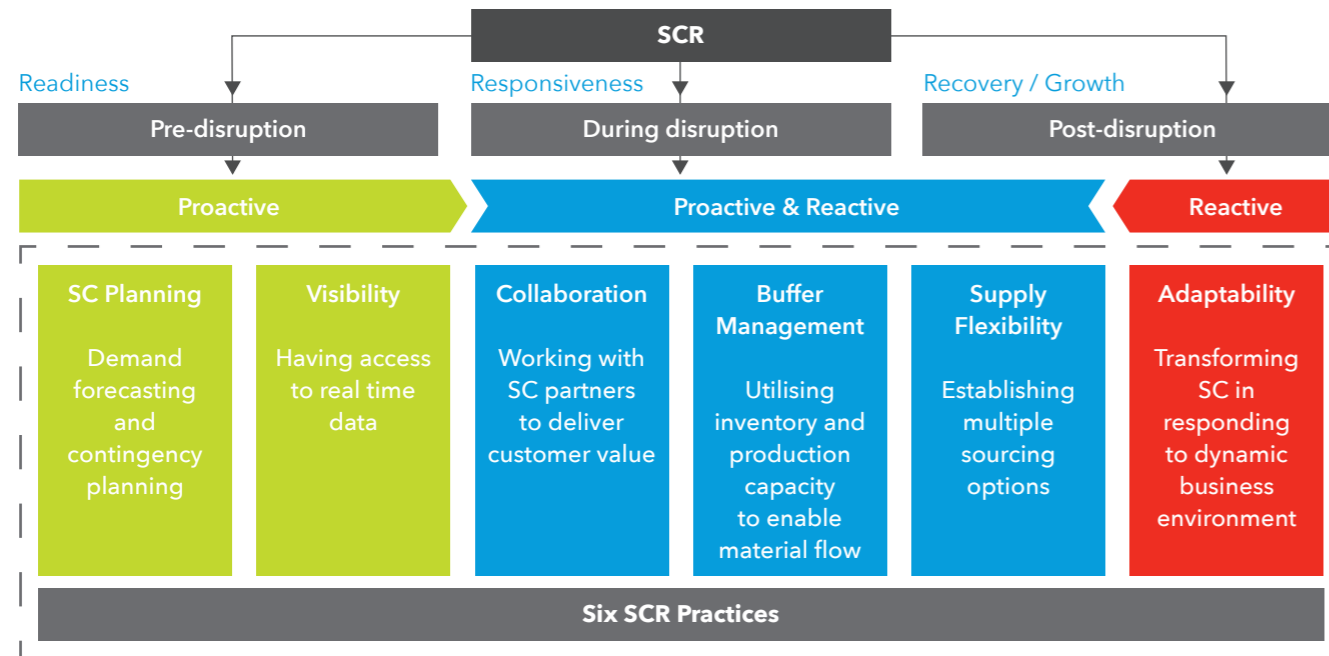 SCR
Readiness
Responsiveness
Recovery / Growth
Pre-disruption
During disruption
Post-disruption
Proactive
Proactive & Reactive
Reactive
SC Planning
Demand
forecasting
and
contingency
planning
Visibility
Having access
to real time
data
Collaboration
Working with
SC partners
to deliver
customer value
Buffer
Management
Utilising
inventory and
production
capacity
to enable
material flow
Supply
Flexibility
Establishing
multiple
sourcing
options
Adaptability
Transforming
SC in
responding
to dynamic
business
environment
Six SCR Practices